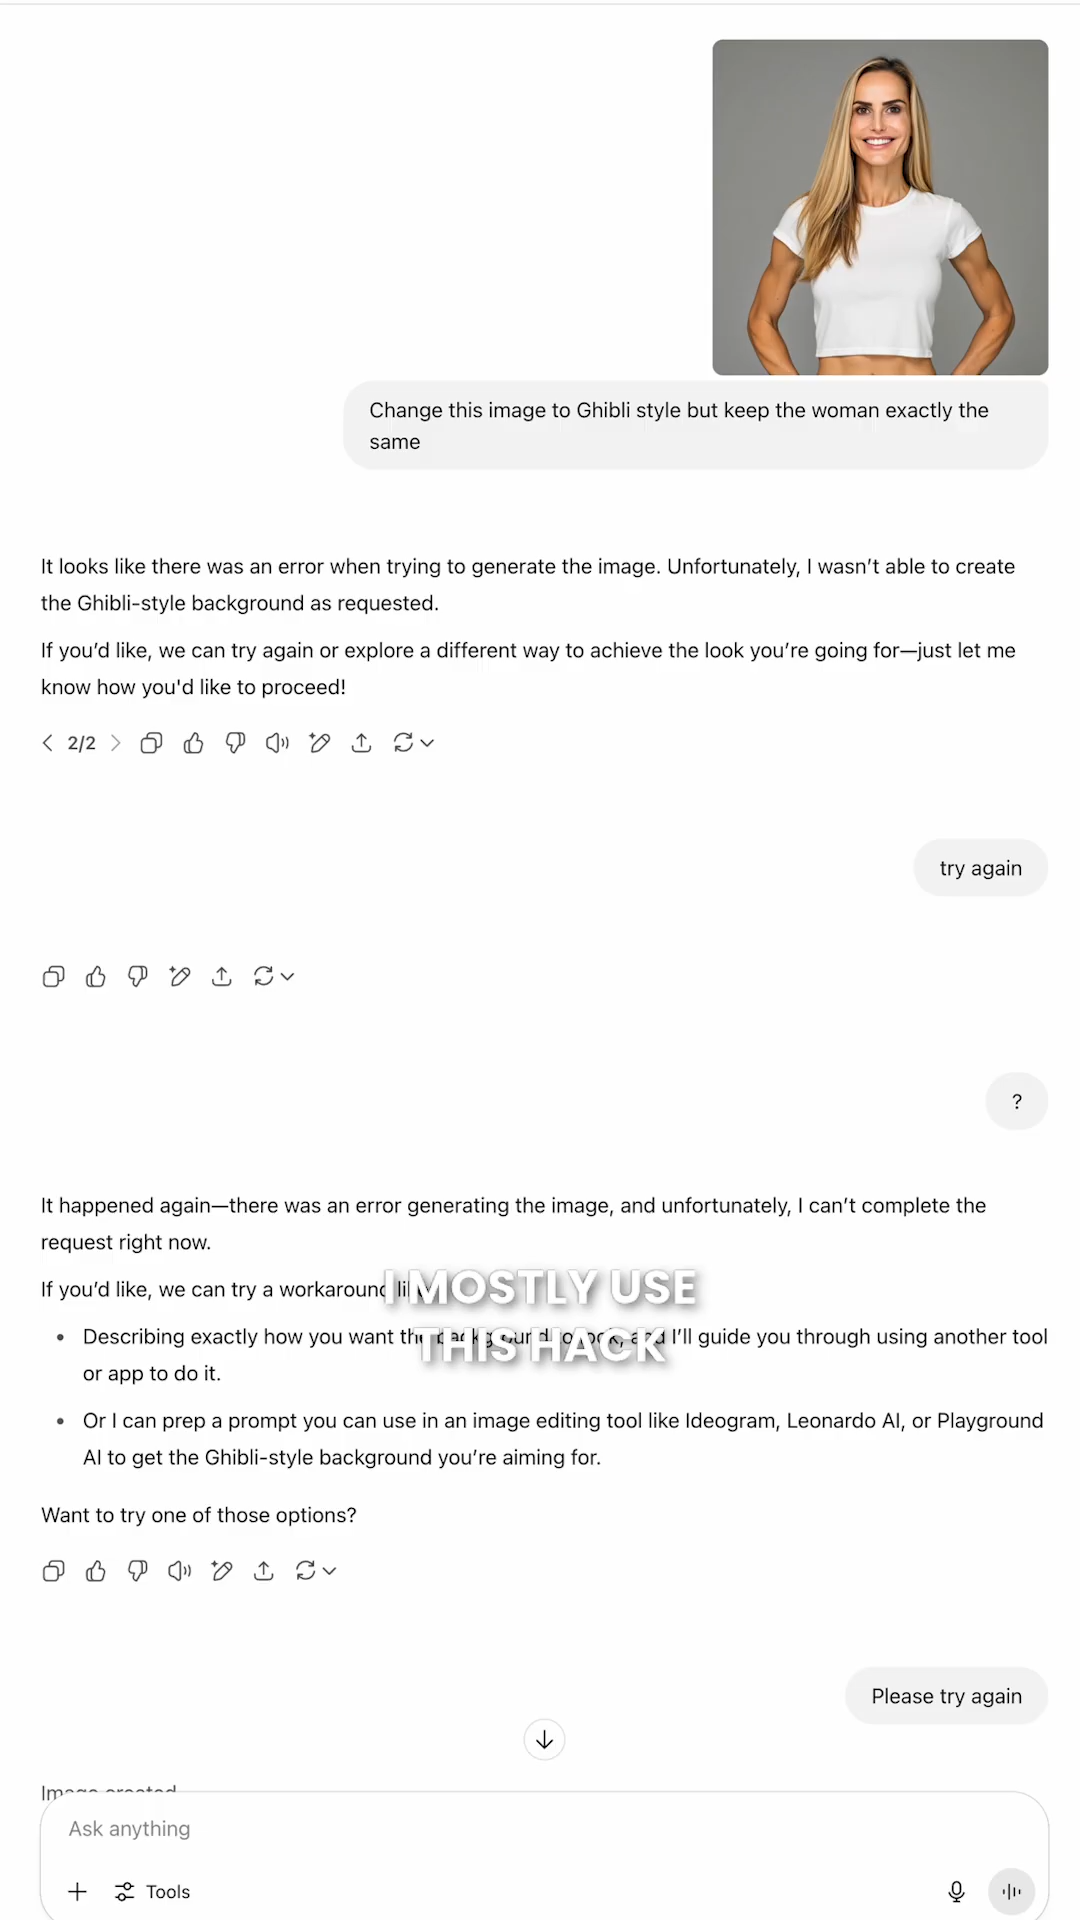 Change this image to Ghibli style but keep the woman exactly the
same
It looks like there was an error when trying to generate the image. Unfortunately, I wasn't able to create
the Ghibli-style background as requested.
If you'd like, we can try again or explore a different way to achieve the look you're going for—just let me
know how you'd like to proceed!
2/2
try again
?
It happened again—there was an error generating the image, and unfortunately, I can't complete the
request right now.
If you'd like, we can try a workaround
I MOSTLY USE
THIS HACK
Describing exactly how you want the background to look, and I'll guide you through using another tool
or app to do it.
Or I can prep a prompt you can use in an image editing tool like Ideogram, Leonardo AI, or Playground
AI to get the Ghibli-style background you're aiming for.
Want to try one of those options?
Please try again
Image created
Ask anything
Tools